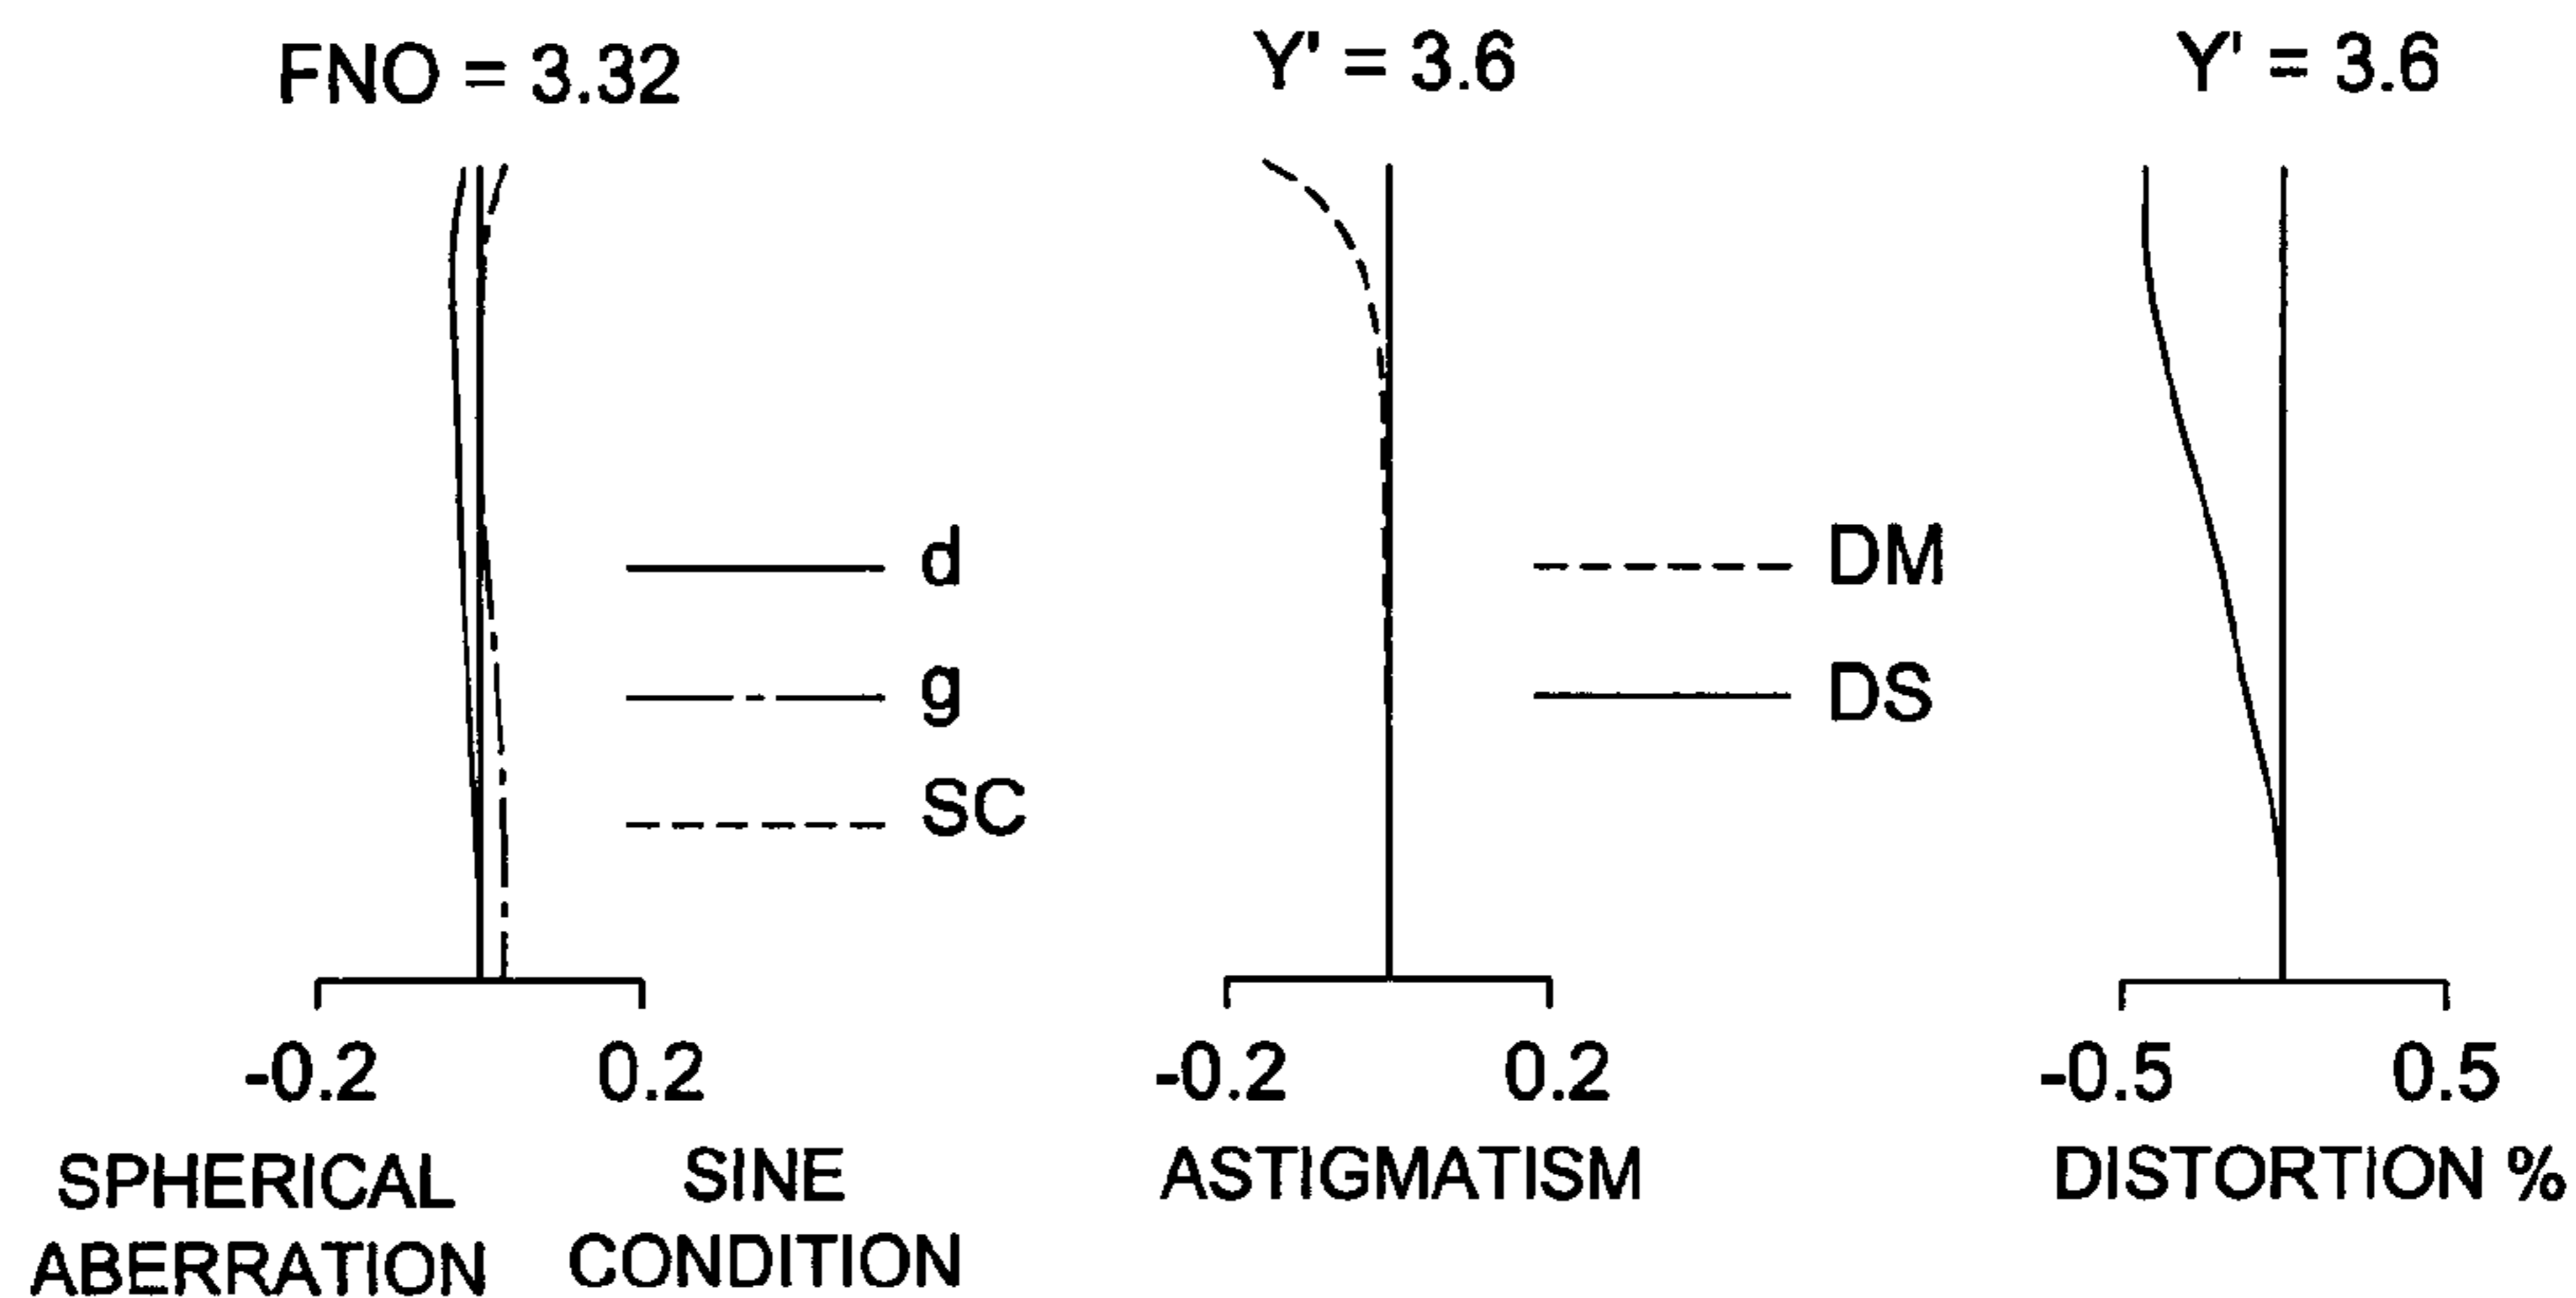 FNO = 3.32
d
g
SC
-0.2 0.2
SPHERICAL
ABERRATION
SINE
CONDITION
Y' = 3.6
DM
DS
-0.2 0.2
ASTIGMATISM
Y' = 3.6
-0.5 0.5
DISTORTION %